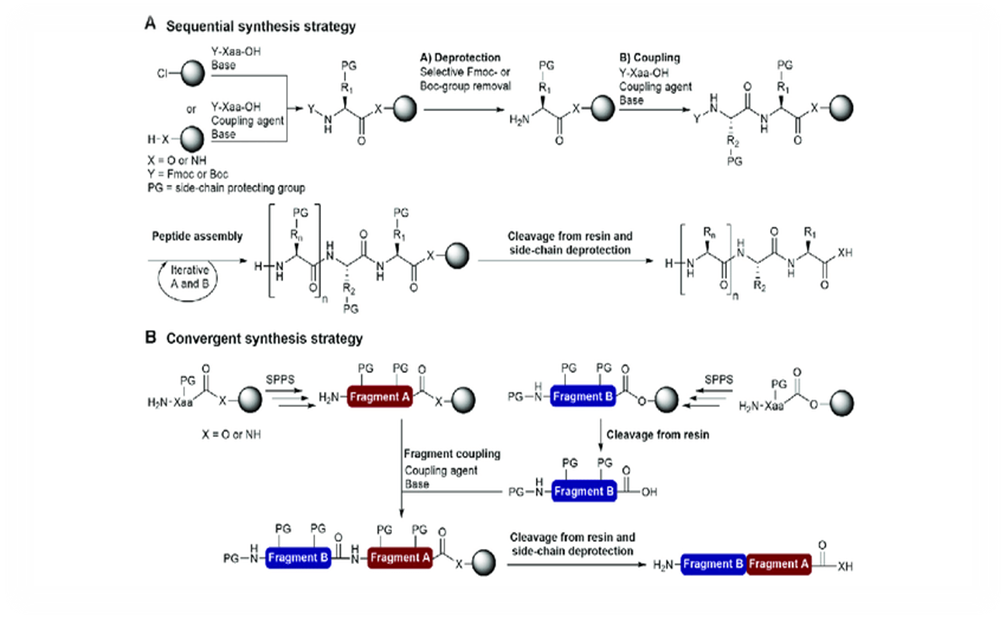 A Sequential synthesis strategy
Y-Xaa-OH
Base
Cl
or
Y-Xaa-OH
Coupling agent
Base
H-X
X = O or NH
Y = Fmoc or Boc
PG = side-chain protecting group
PG
R1
Y
N
H
X
O
A) Deprotection
Selective Fmoc- or
Boc-group removal
PG
R1
H2N
X
O
B) Coupling
Y-Xaa-OH
Coupling agent
Base
PG
H
O
R1
Y
N
X
N
H
O
R2
PG
Peptide assembly
Iterative
A and B
PG
Rn
H
N
H
O
n
H
N
R2
PG
O
N
H
PG
R1
X
O
Cleavage from resin and
side-chain deprotection
Rn
H
N
H
O
n
H
N
R2
O
N
H
R1
XH
O
B Convergent synthesis strategy
PG
O
H2N-Xaa
X
X = O or NH
SPPS
PG PG
O
H2N
Fragment A
X
PG PG
H
O
PG-N
Fragment B
O
SPPS
PG
O
H2N-Xaa
O
Cleavage from resin
Fragment coupling
Coupling agent
Base
PG PG
H
O
PG-N
Fragment B
OH
PG PG
H
O
PG-N
Fragment B
H
N
PG PG
Fragment A
O
X
Cleavage from resin and
side-chain deprotection
H2N
Fragment B
Fragment A
O
XH